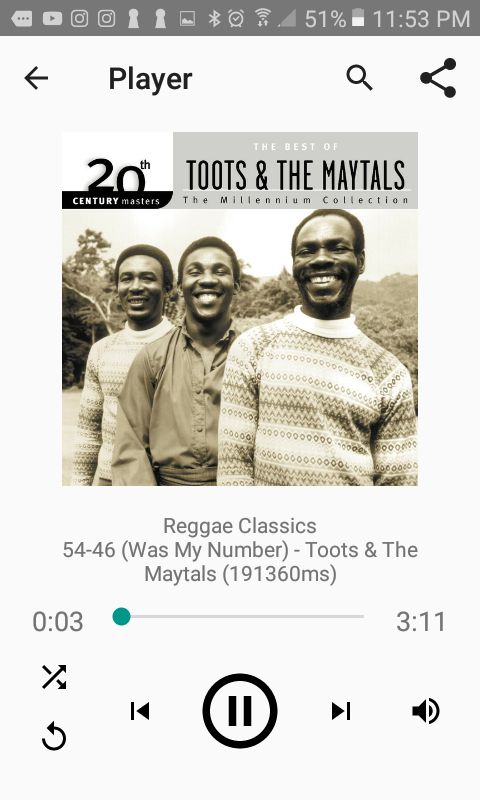 51% 11:53 PM
Player
THE BEST OF
20th
TOOTS & THE MAYTALS
CENTURY masters
The Millennium Collection
Reggae Classics
54-46 (Was My Number) - Toots & The
Maytals (191360ms)
0:03
3:11